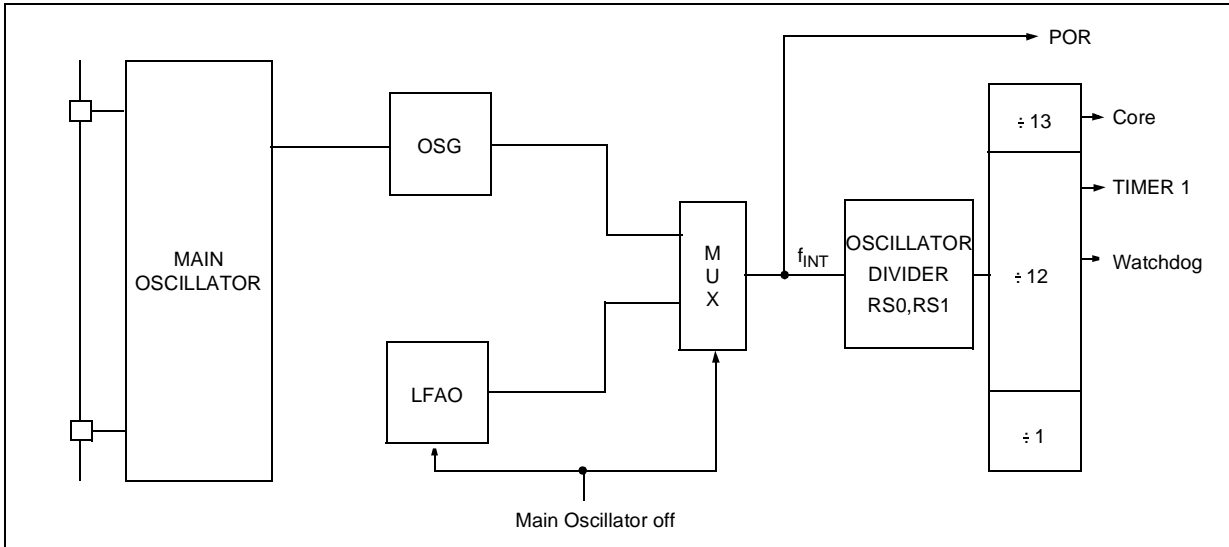 POR
÷13
Core
OSG
TIMER 1
MAIN
OSCILLATOR
M
U
X
fINT
OSCILLATOR
DIVIDER
RS0,RS1
÷12
Watchdog
LFAO
÷1
Main Oscillator off